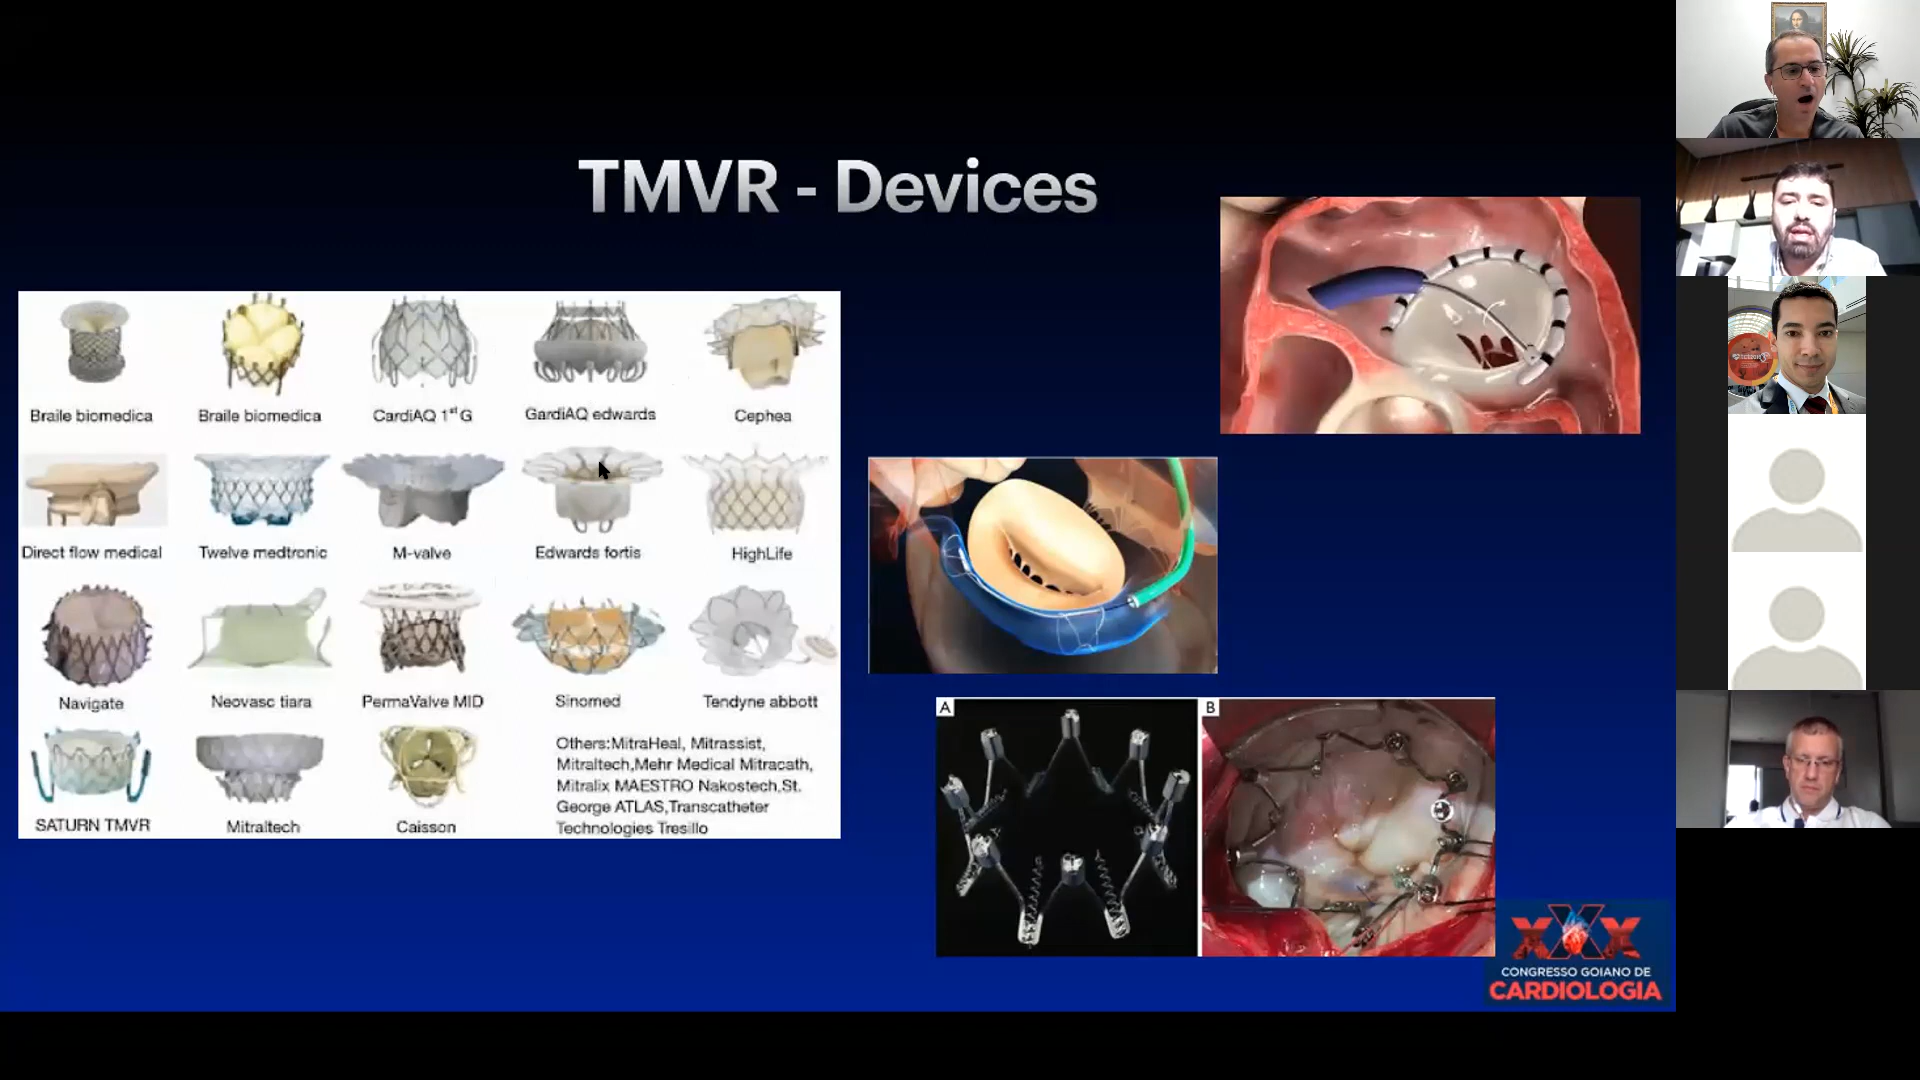 TMVR - Devices
Braile biomedica
Braile biomedica
CardiAQ 1st G
GardiAQ edwards
Cephea
Direct flow medical
Twelve medtronic
M-valve
Edwards fortis
HighLife
Navigate
Neovasc tiara
PermaValve MID
Sinomed
Tendyne abbott
SATURN TMVR
Mitraltech
Caisson
Others:MitraHeal, Mitrassist,
Mitraltech,Mehr Medical Mitracath,
Mitralix MAESTRO Nakostech,St.
George ATLAS,Transcatheter
Technologies Tresillo
A
B
XXX
CONGRESSO GOIANO DE
CARDIOLOGIA